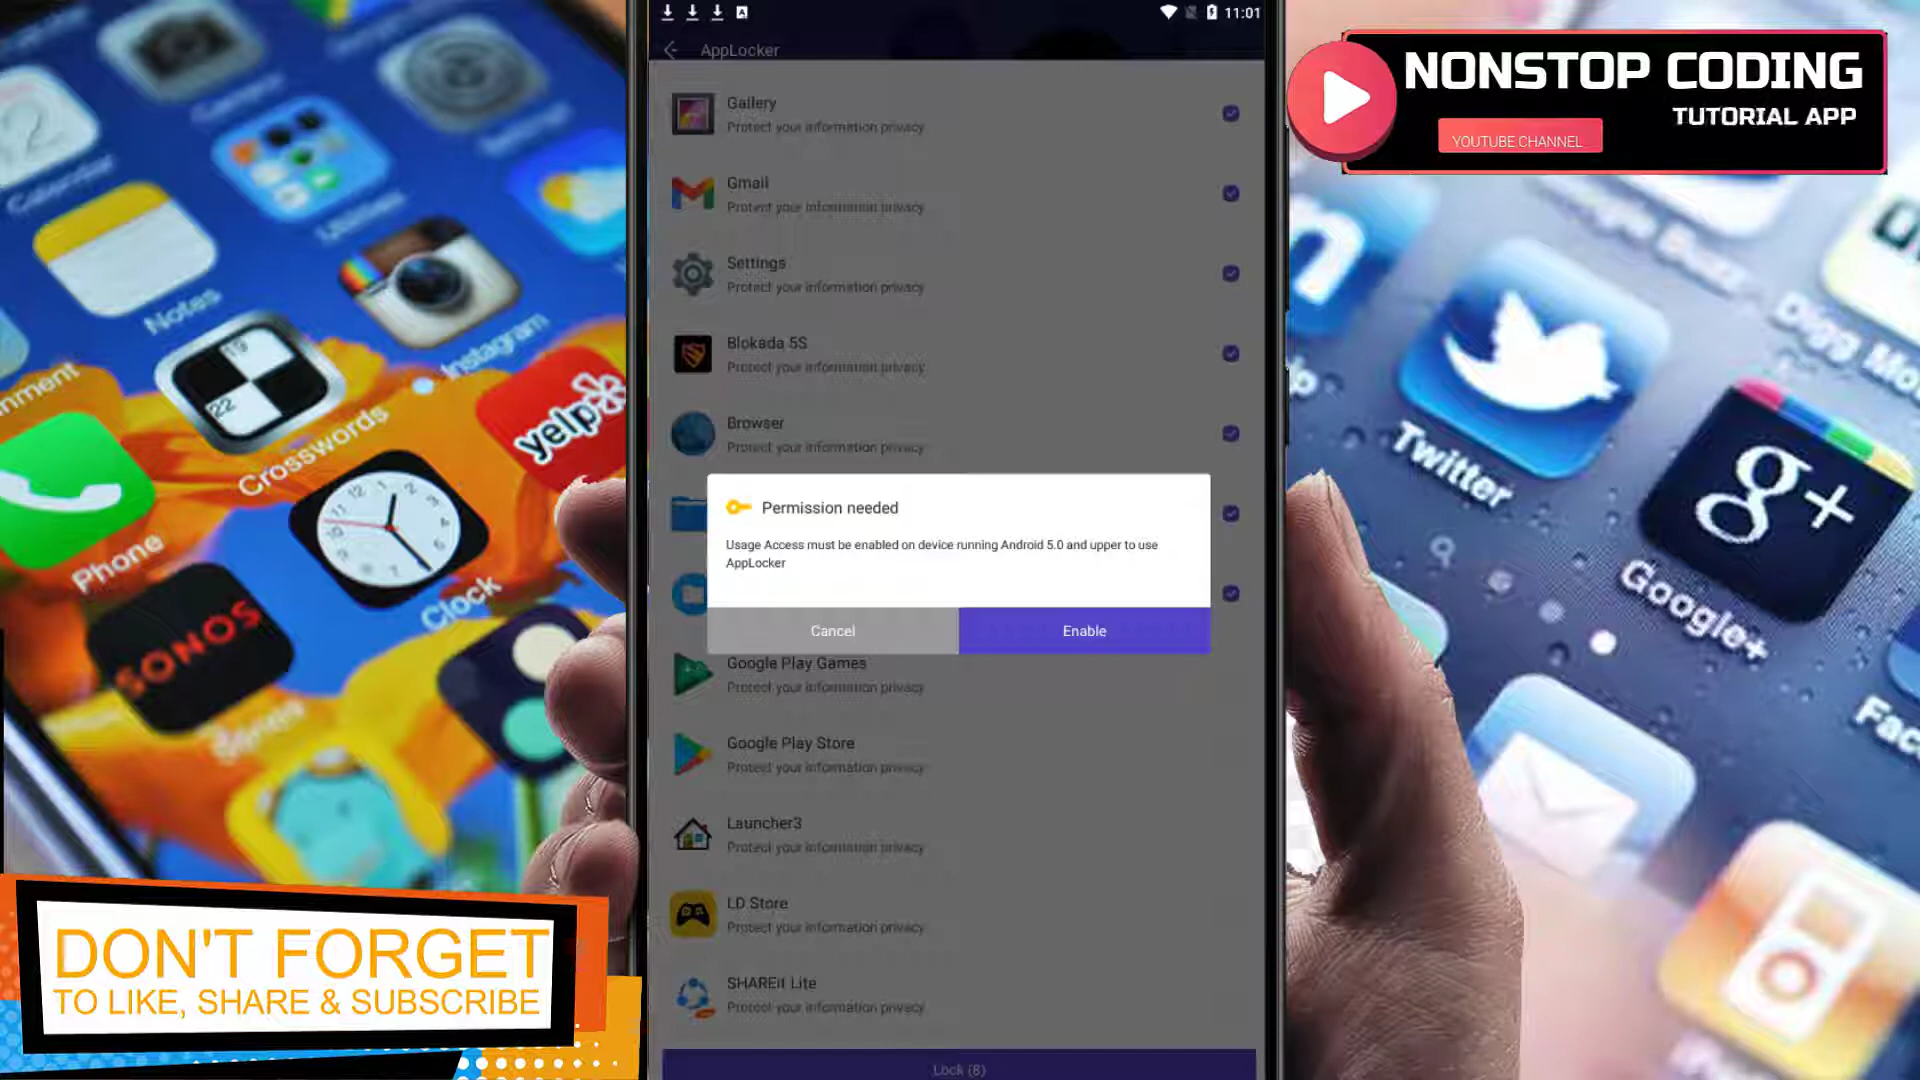 11:01
AppLocker
Gallery
Protect your information privacy
Gmail
Protect your information privacy
Settings
Protect your information privacy
Blokada 5S
Protect your information privacy
Browser
Protect your information privacy
Permission needed
Usage Access must be enabled on device running Android 5.0 and upper to use
AppLocker
Cancel
Enable
Google Play Games
Protect your information privacy
Google Play Store
Protect your information privacy
Launcher3
Protect your information privacy
LD Store
Protect your information privacy
SHAREit Lite
Protect your information privacy
Lock (8)
NONSTOP CODING
TUTORIAL APP
YOUTUBE CHANNEL
Calendar
Utilities
Notes
Instagram
19
22
Crosswords
yelp
Phone
Clock
SONOS
Sonos
DON'T FORGET
TO LIKE, SHARE & SUBSCRIBE
Twitter
g+
Google+